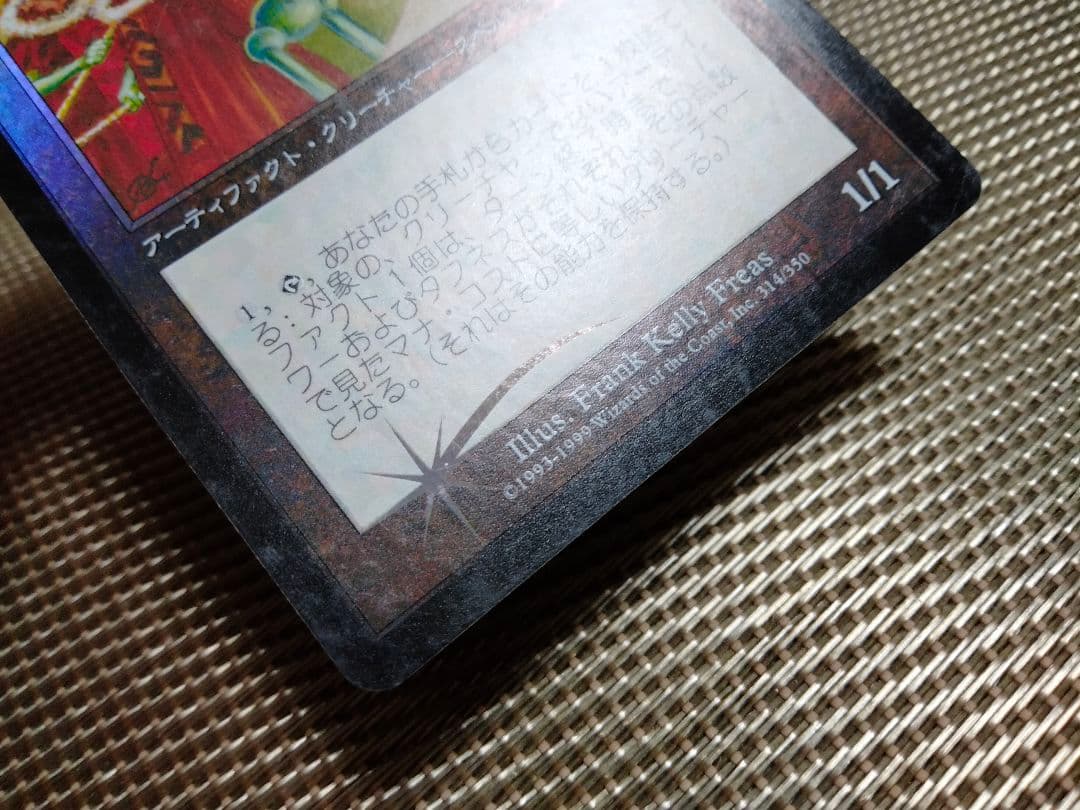 アーティファクト・クリーチャー
1, , あなたの手札からカードを1枚捨て
る:対象の、クリーチャーでないアーティ
ファクト1個は、ターン終了時まで、
ワーおよびタフネスがそれぞれ、その点数
で見たマナ・コストに等しいクリーチャー
となる。(それはその能力を保持する。)
1/1
Illus. Frank Kelly Freas
©1993-1999 Wizards of the Coast, Inc. 314/350